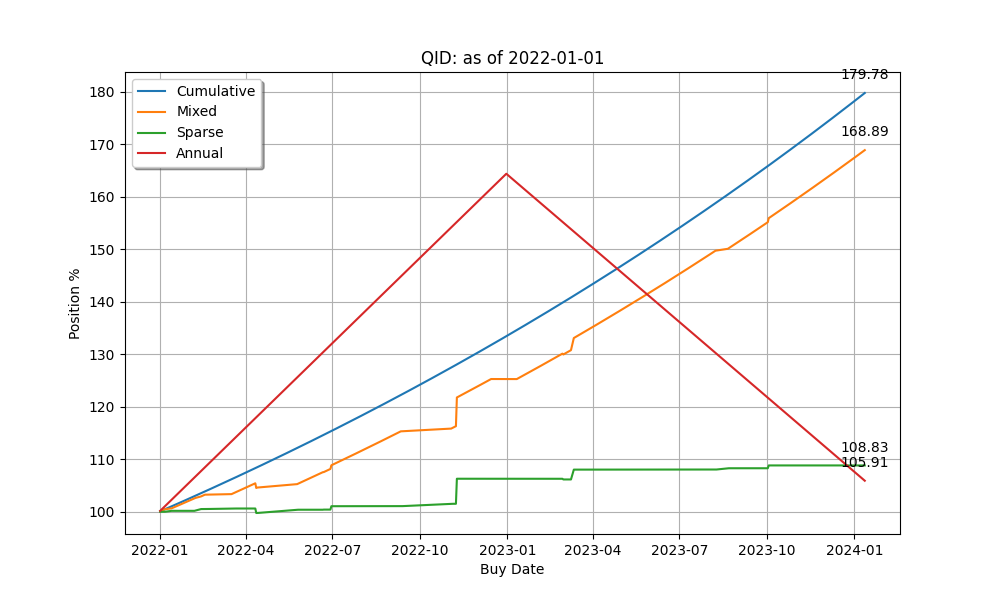 QID: as of 2022-01-01
179.78
180
Cumulative
Mixed
168.89
170
Sparse
Annual
160
150
Position %
140
130
120
108.83
110
105.91
100
2022-01 2022-04 2022-07 2022-10 2023-01 2023-04 2023-07 2023-10 2024-01
Buy Date